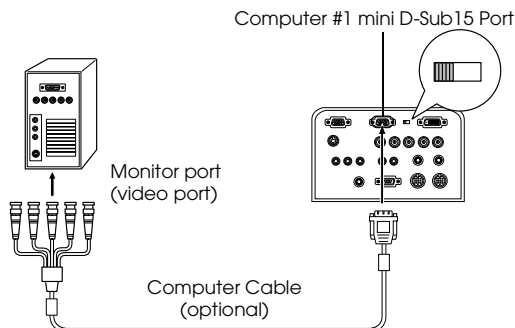 Computer #1 mini D-Sub15 Port
Monitor port
(video port)
Computer Cable
(optional)